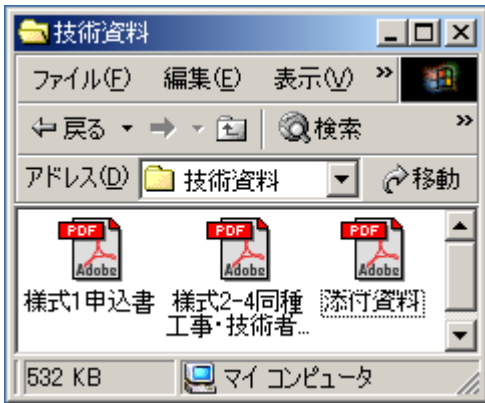 技術資料
ファイル(F) 編集(E) 表示(V) »
戻る 検索 »
アドレス(D) 技術資料 移動
PDF PDF PDF
Adobe Adobe Adobe
様式1申込書 様式2-4同種 添付資料
工事・技術者...
532 KB マイ コンピュータ